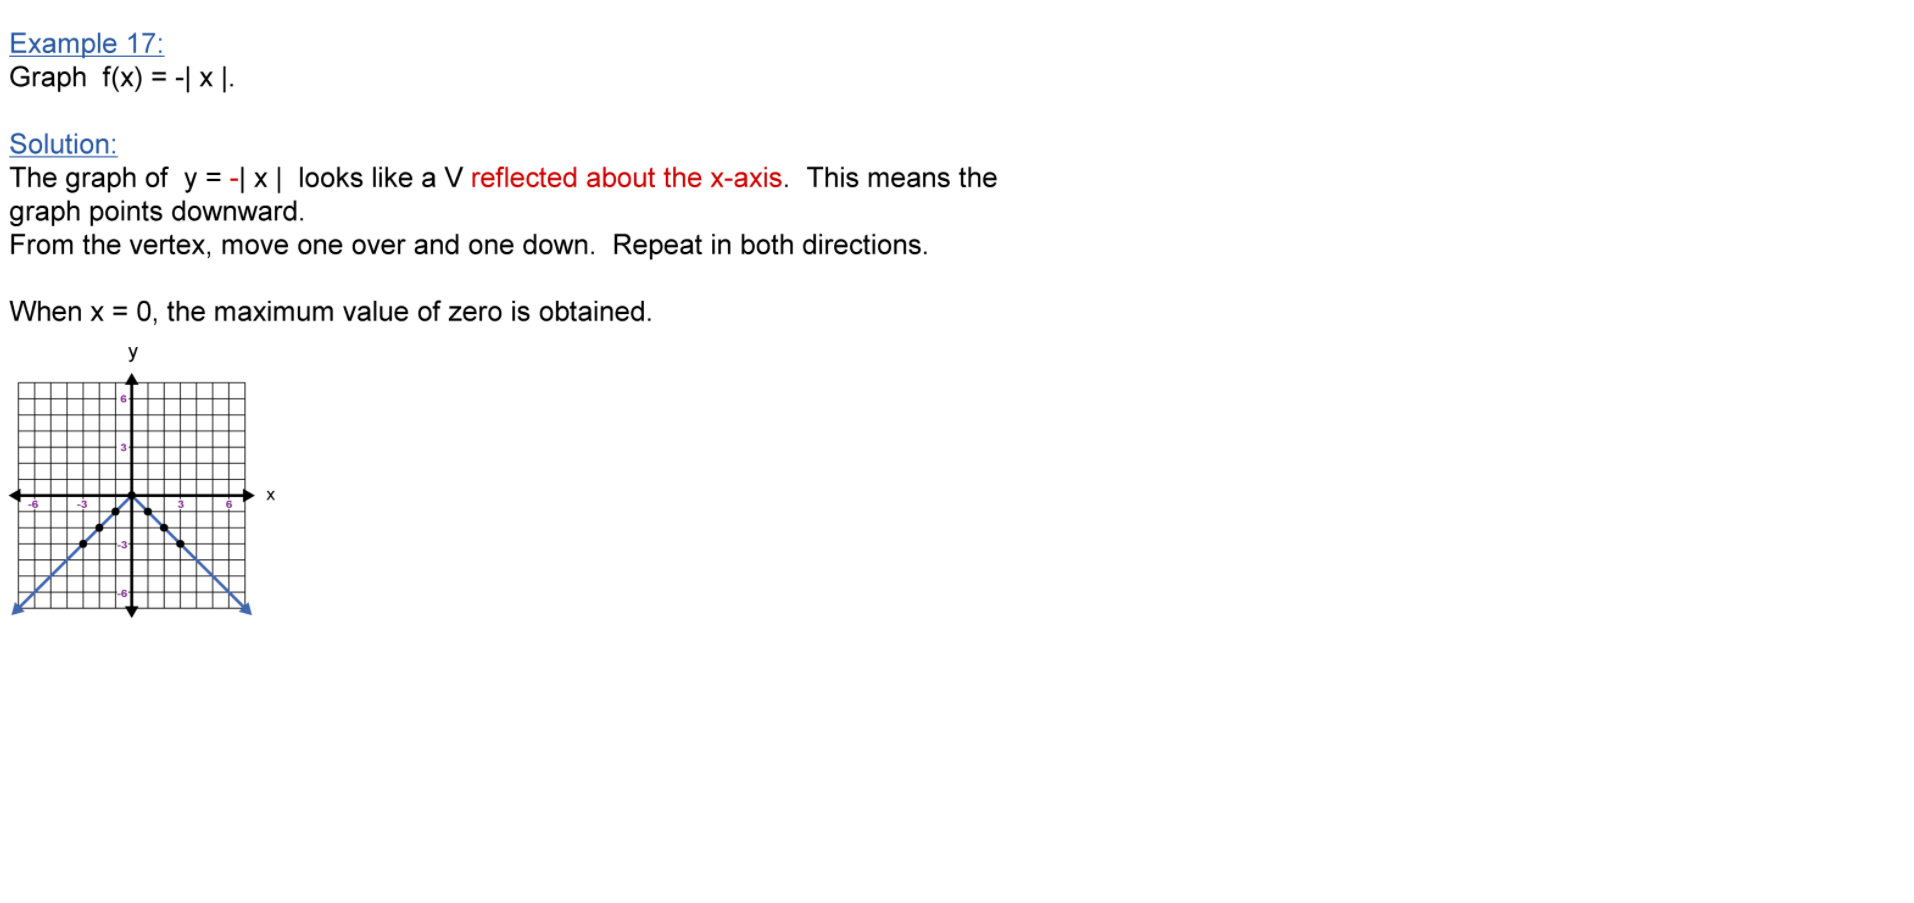 Example 17:
Graph f(x) = -| x |.
Solution:
The graph of y = -| x | looks like a V reflected about the x-axis. This means the
graph points downward.
From the vertex, move one over and one down. Repeat in both directions.
When x = 0, the maximum value of zero is obtained.
y
6
3
x
-6 -3 3 6
-3
-6